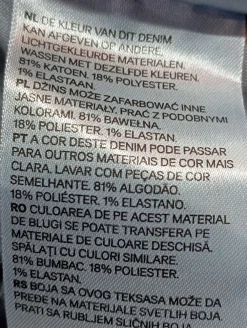 NL DE KLEUR VAN DIT DENIM
KAN AFGEVEN OP ANDERE,
LICHTGEKLEURDE MATERIALEN.
WASSEN MET DEZELFDE KLEUREN.
81% KATOEN. 18% POLYESTER.
1% ELASTAAN.
PL DŻINS MOŻE ZAFARBOWAĆ INNE
JASNE MATERIAŁY. PRAĆ Z PODOBNYMI
KOLORAMI. 81% BAWEŁNA.
18% POLIESTER. 1% ELASTAN.
PT A COR DESTE DENIM PODE PASSAR
PARA OUTROS MATERIAIS DE COR MAIS
CLARA. LAVAR COM PEÇAS DE COR
SEMELHANTE. 81% ALGODÃO.
18% POLIÉSTER. 1% ELASTANO.
RO CULOAREA DE PE ACEST MATERIAL
DE BLUGI SE POATE TRANSFERA PE
MATERIALE DE CULOARE DESCHISĂ.
SPĂLAȚI CU CULORI SIMILARE.
81% BUMBAC. 18% POLIESTER.
1% ELASTAN.
RS BOJA SA OVOG TEKSASA MOŽE DA
PREĐE NA MATERIJALE SVETLIH BOJA.
PRATI SA RUBLJEM SLIČNIH BOJA.